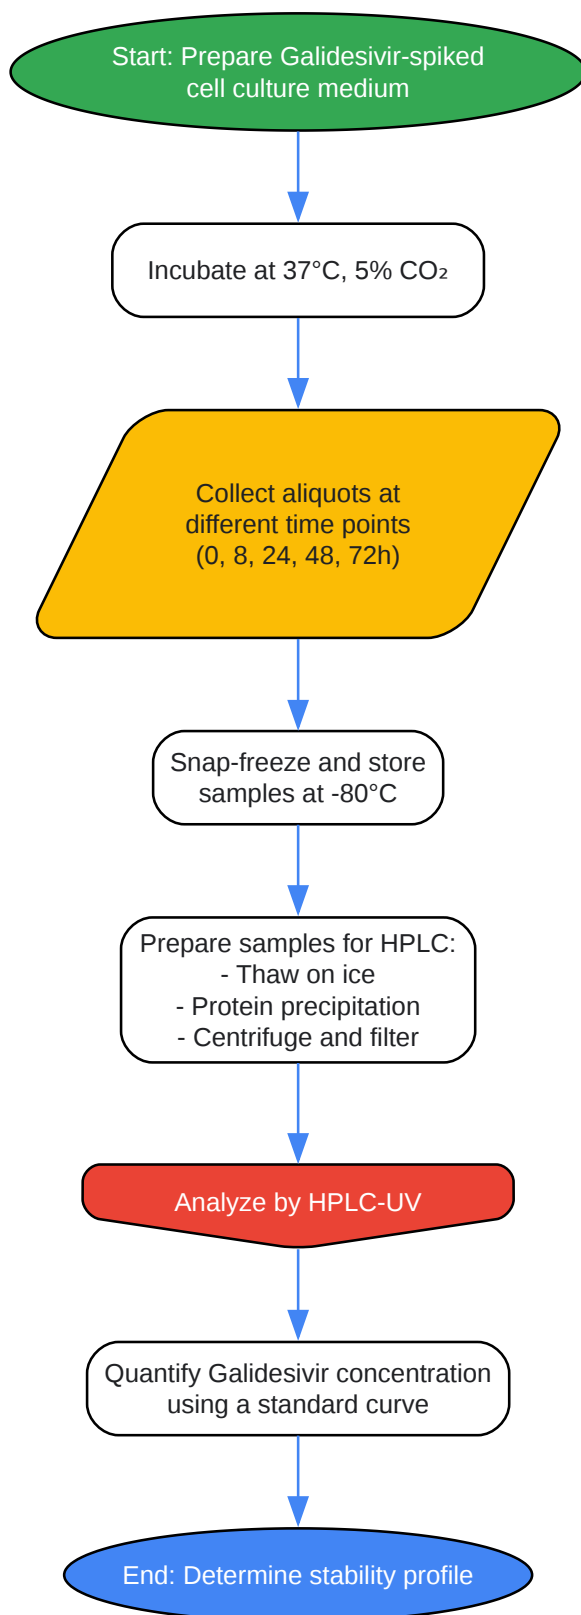 Start: Prepare Galidesivir-spiked
cell culture medium
Incubate at 37°C, 5% CO₂
Collect aliquots at
different time points
(0, 8, 24, 48, 72h)
Snap-freeze and store
samples at -80°C
Prepare samples for HPLC:
- Thaw on ice
- Protein precipitation
- Centrifuge and filter
Analyze by HPLC-UV
Quantify Galidesivir concentration
using a standard curve
End: Determine stability profile